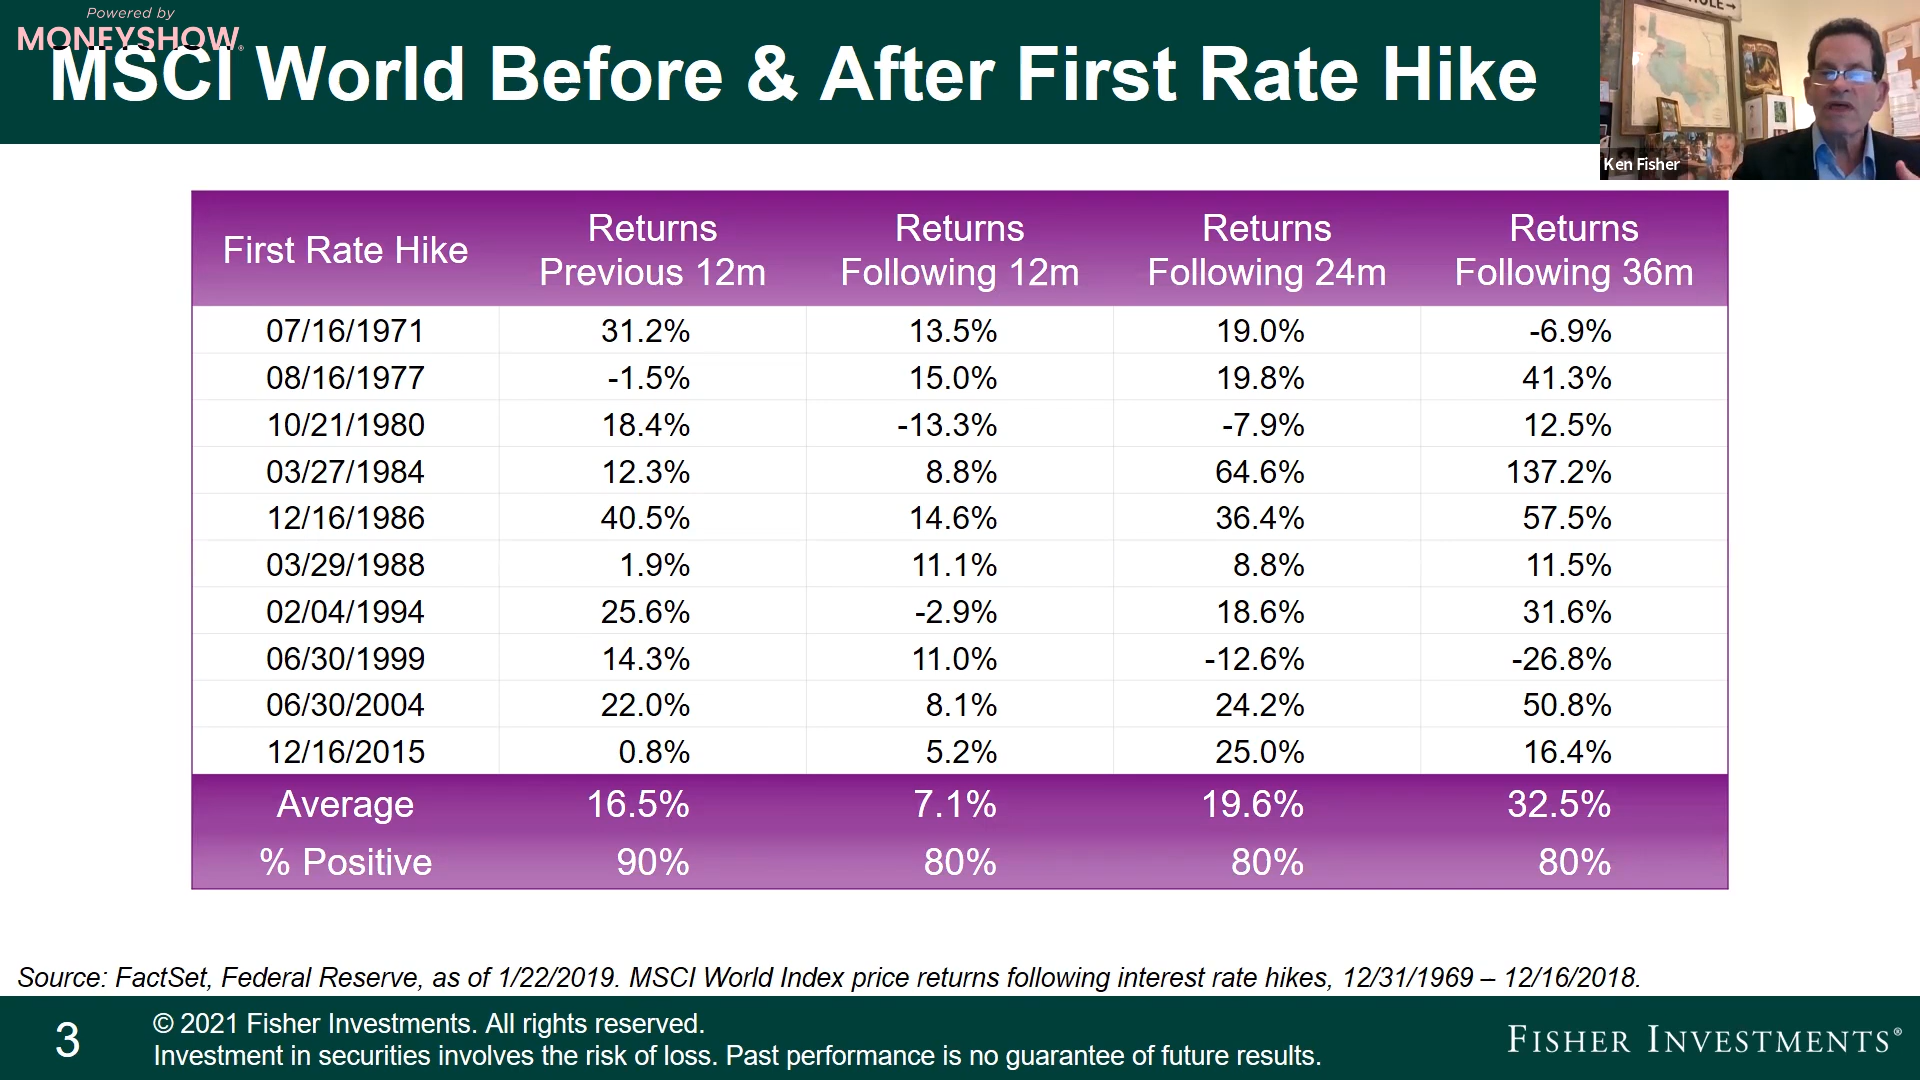 Powered by
MONEYSHOW®
MSCI World Before & After First Rate Hike
OLE→
Ken Fisher
First Rate Hike Returns Previous 12m Returns Following 12m Returns Following 24m Returns Following 36m
07/16/1971 31.2% 13.5% 19.0% -6.9%
08/16/1977 -1.5% 15.0% 19.8% 41.3%
10/21/1980 18.4% -13.3% -7.9% 12.5%
03/27/1984 12.3% 8.8% 64.6% 137.2%
12/16/1986 40.5% 14.6% 36.4% 57.5%
03/29/1988 1.9% 11.1% 8.8% 11.5%
02/04/1994 25.6% -2.9% 18.6% 31.6%
06/30/1999 14.3% 11.0% -12.6% -26.8%
06/30/2004 22.0% 8.1% 24.2% 50.8%
12/16/2015 0.8% 5.2% 25.0% 16.4%
Average 16.5% 7.1% 19.6% 32.5%
% Positive 90% 80% 80% 80%
Source: FactSet, Federal Reserve, as of 1/22/2019. MSCI World Index price returns following interest rate hikes, 12/31/1969 – 12/16/2018.
3
© 2021 Fisher Investments. All rights reserved.
Investment in securities involves the risk of loss. Past performance is no guarantee of future results.
FISHER INVESTMENTS®